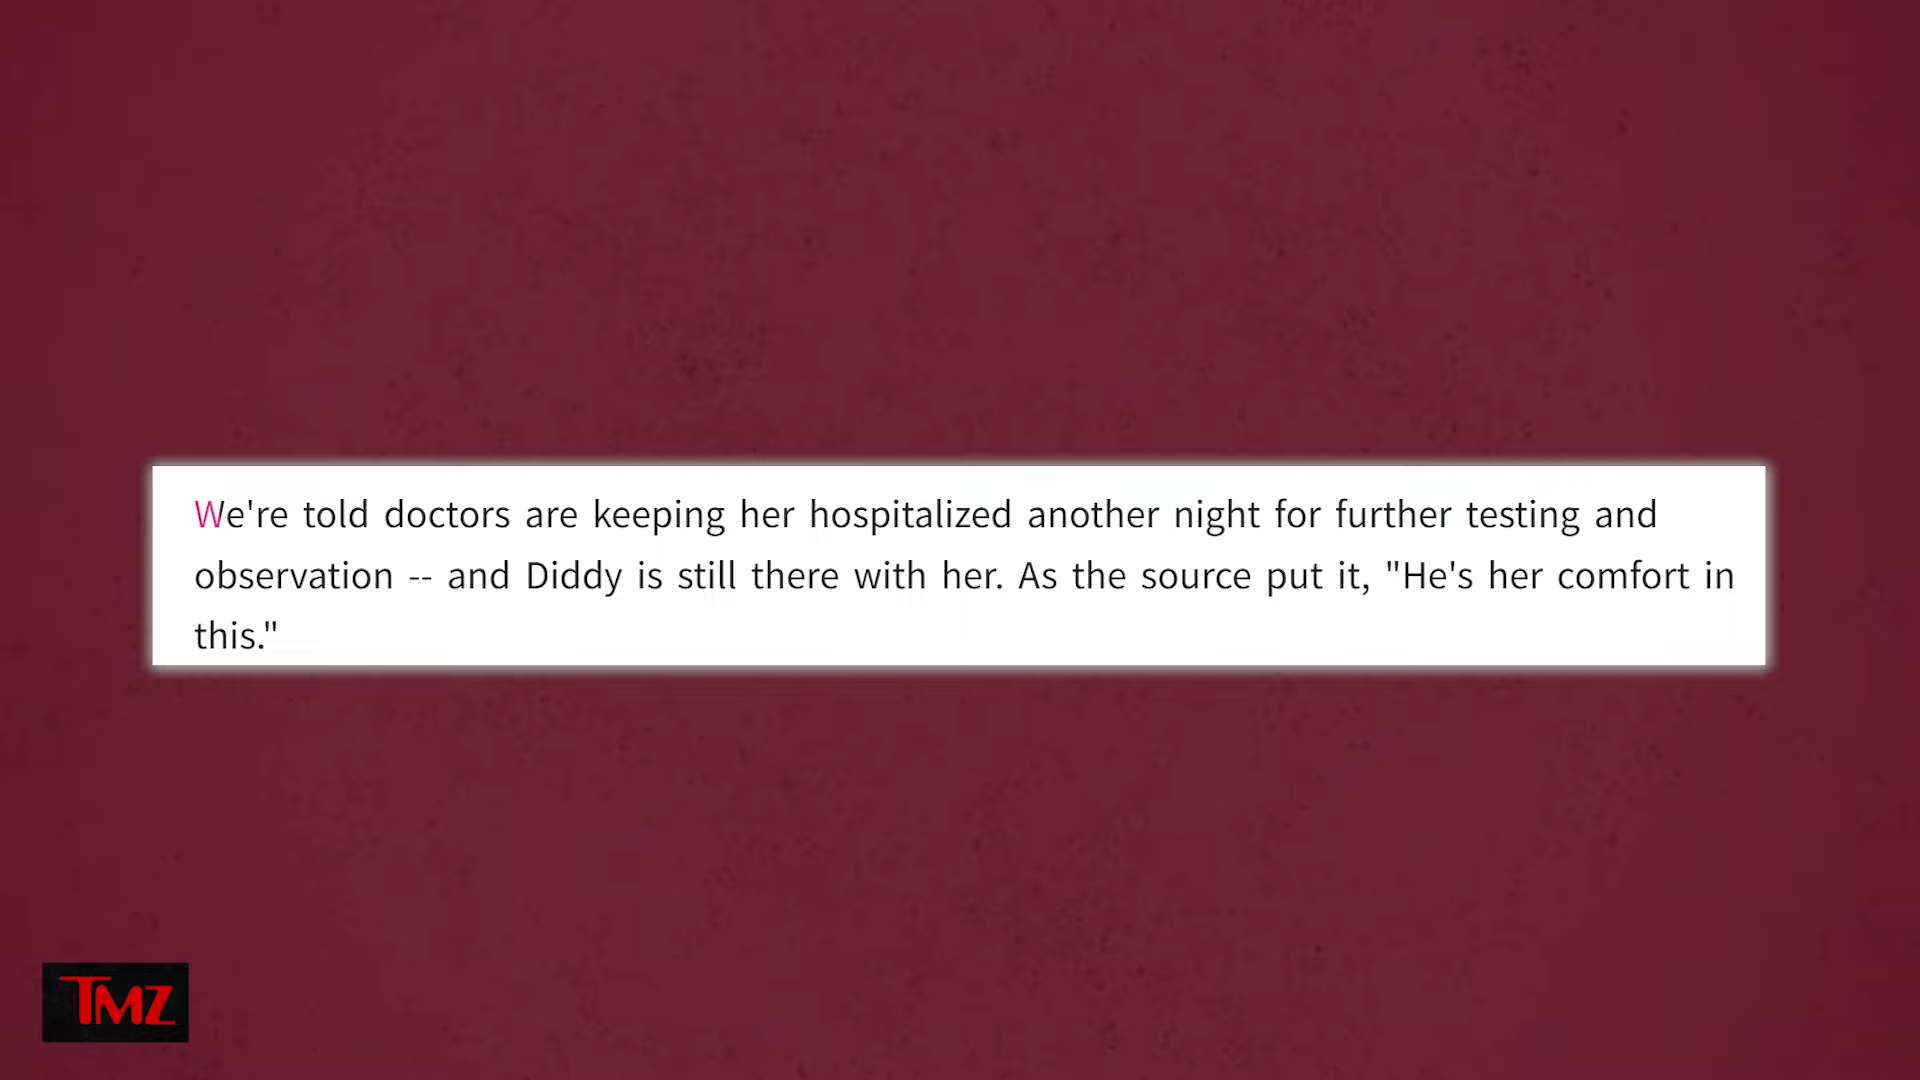 We're told doctors are keeping her hospitalized another night for further testing and
observation -- and Diddy is still there with her. As the source put it, "He's her comfort in
this."
TMZ